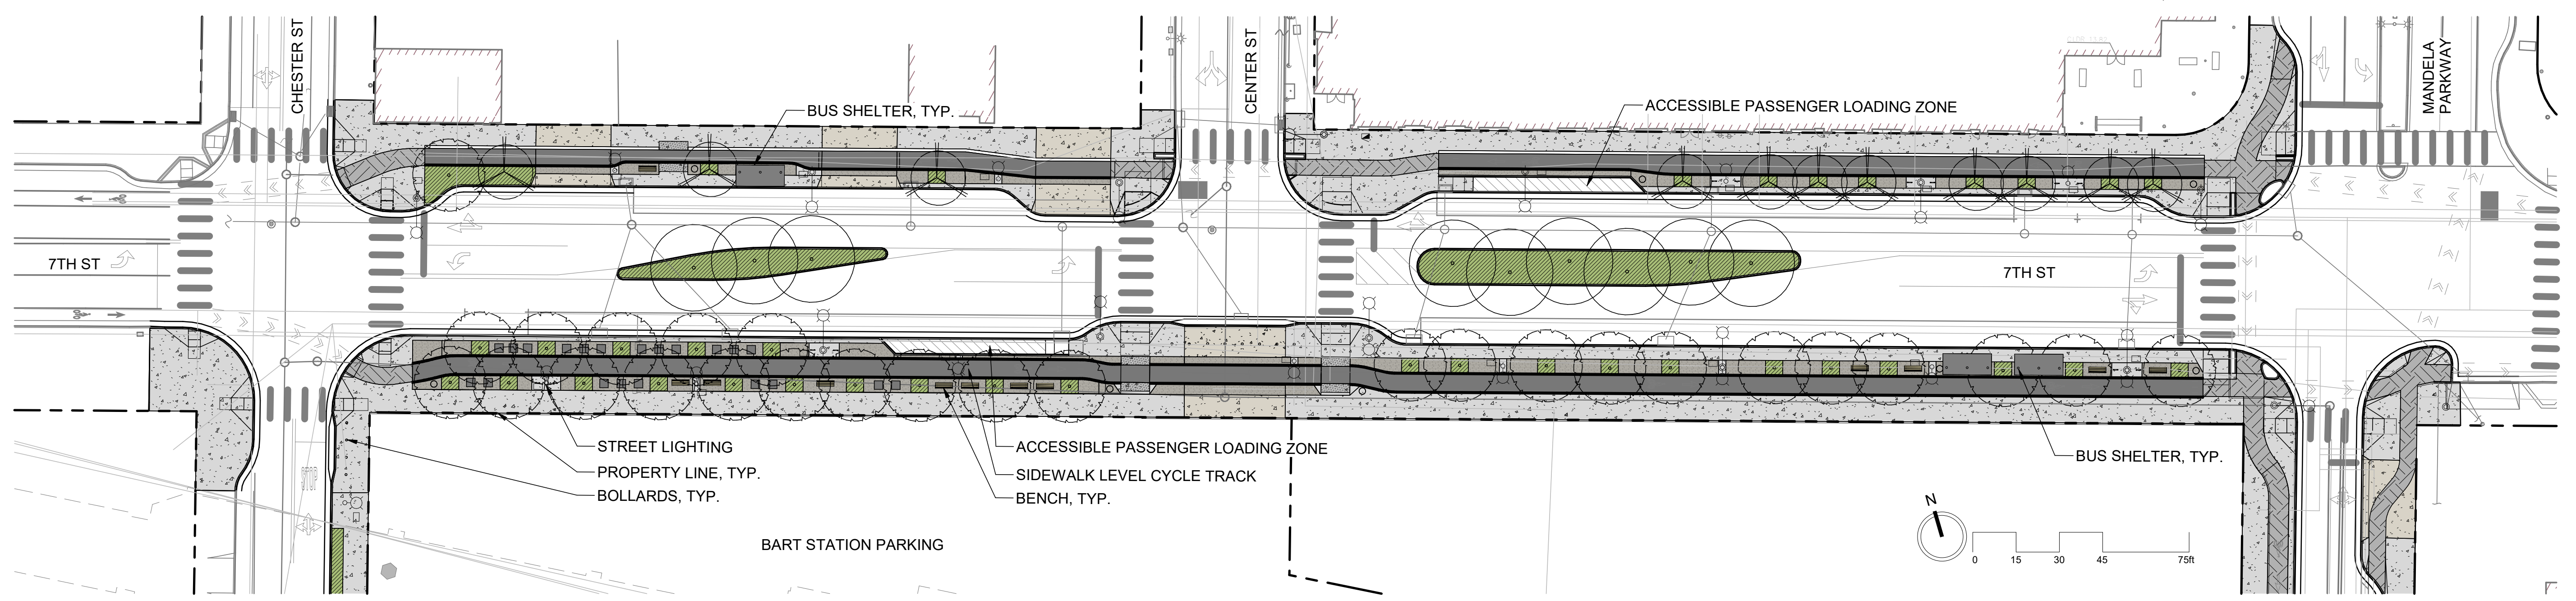 CHESTER ST
CENTER ST
MANDELA
PARKWAY
BUS SHELTER, TYP.
ACCESSIBLE PASSENGER LOADING ZONE
7TH ST
7TH ST
STREET LIGHTING
PROPERTY LINE, TYP.
BOLLARDS, TYP.
ACCESSIBLE PASSENGER LOADING ZONE
SIDEWALK LEVEL CYCLE TRACK
BENCH, TYP.
BUS SHELTER, TYP.
BART STATION PARKING
N
0 15 30 45 75ft